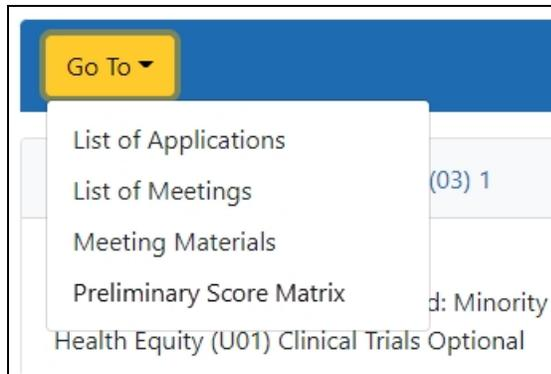 Go To
List of Applications
(03) 1
List of Meetings
Meeting Materials
Preliminary Score Matrix
d: Minority
Health Equity (U01) Clinical Trials Optional